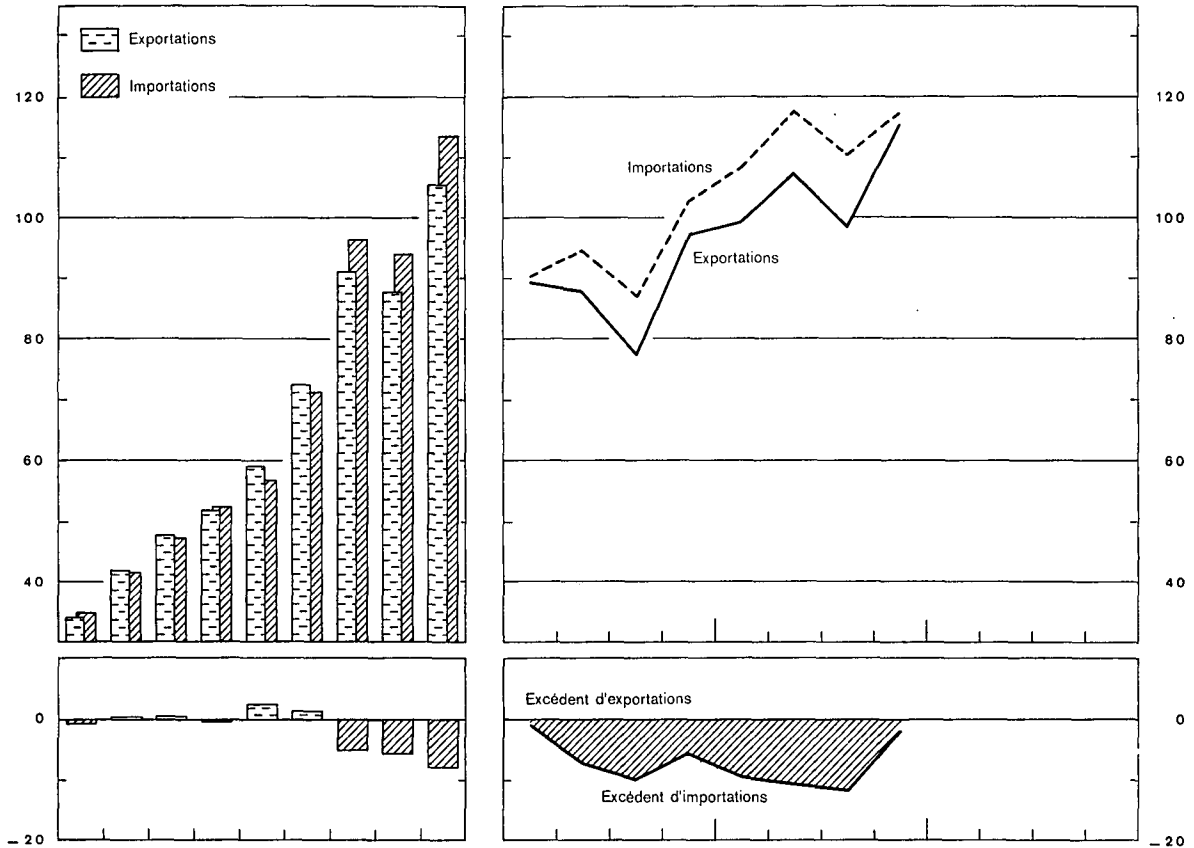 Exportations
Importations
120
100
80
60
40
0
– 20
Importations
Exportations
120
100
80
60
40
Excédent d'exportations
Excédent d'importations
0
– 20